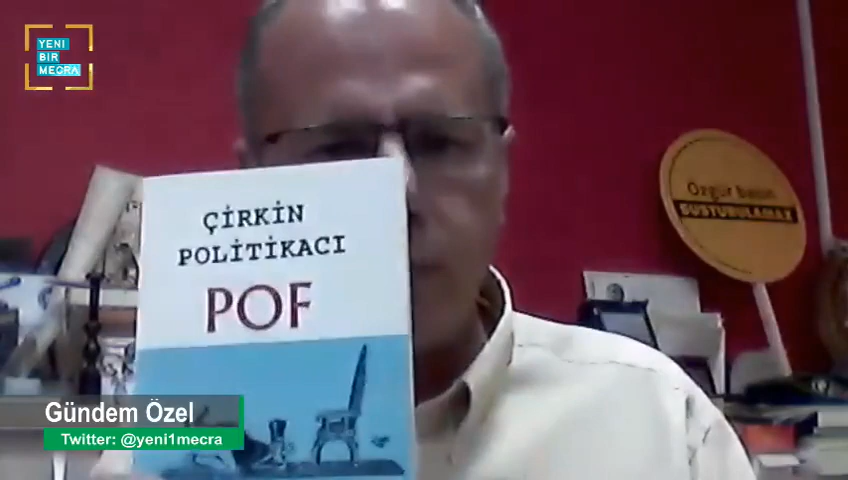 YENİ
BİR
MECRA
ÇİRKİN
POLİTİKACI
POF
Özgür basın
SUSTURULAMAZ
Gündem Özel
Twitter: @yeni1mecra